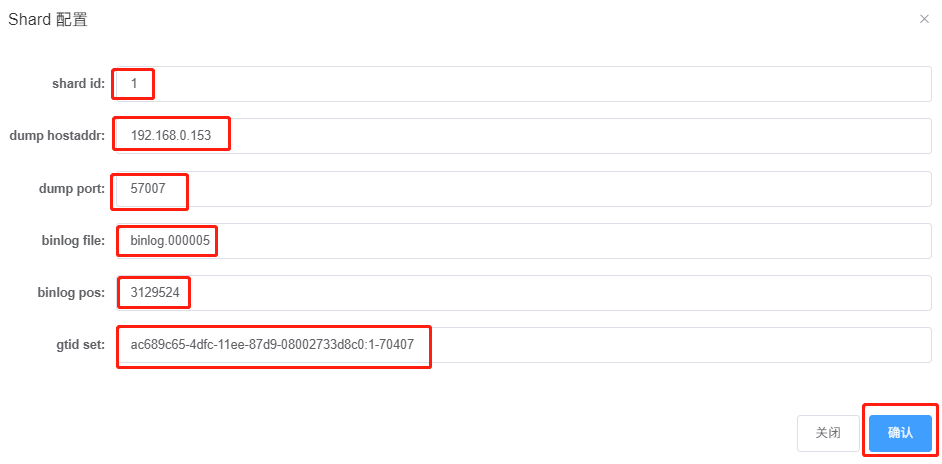 Shard 配置
×
shard id: 1
dump hostaddr: 192.168.0.153
dump port: 57007
binlog file: binlog.000005
binlog pos: 3129524
gtid set: ac689c65-4dfc-11ee-87d9-08002733d8c0:1-70407
关闭 确认